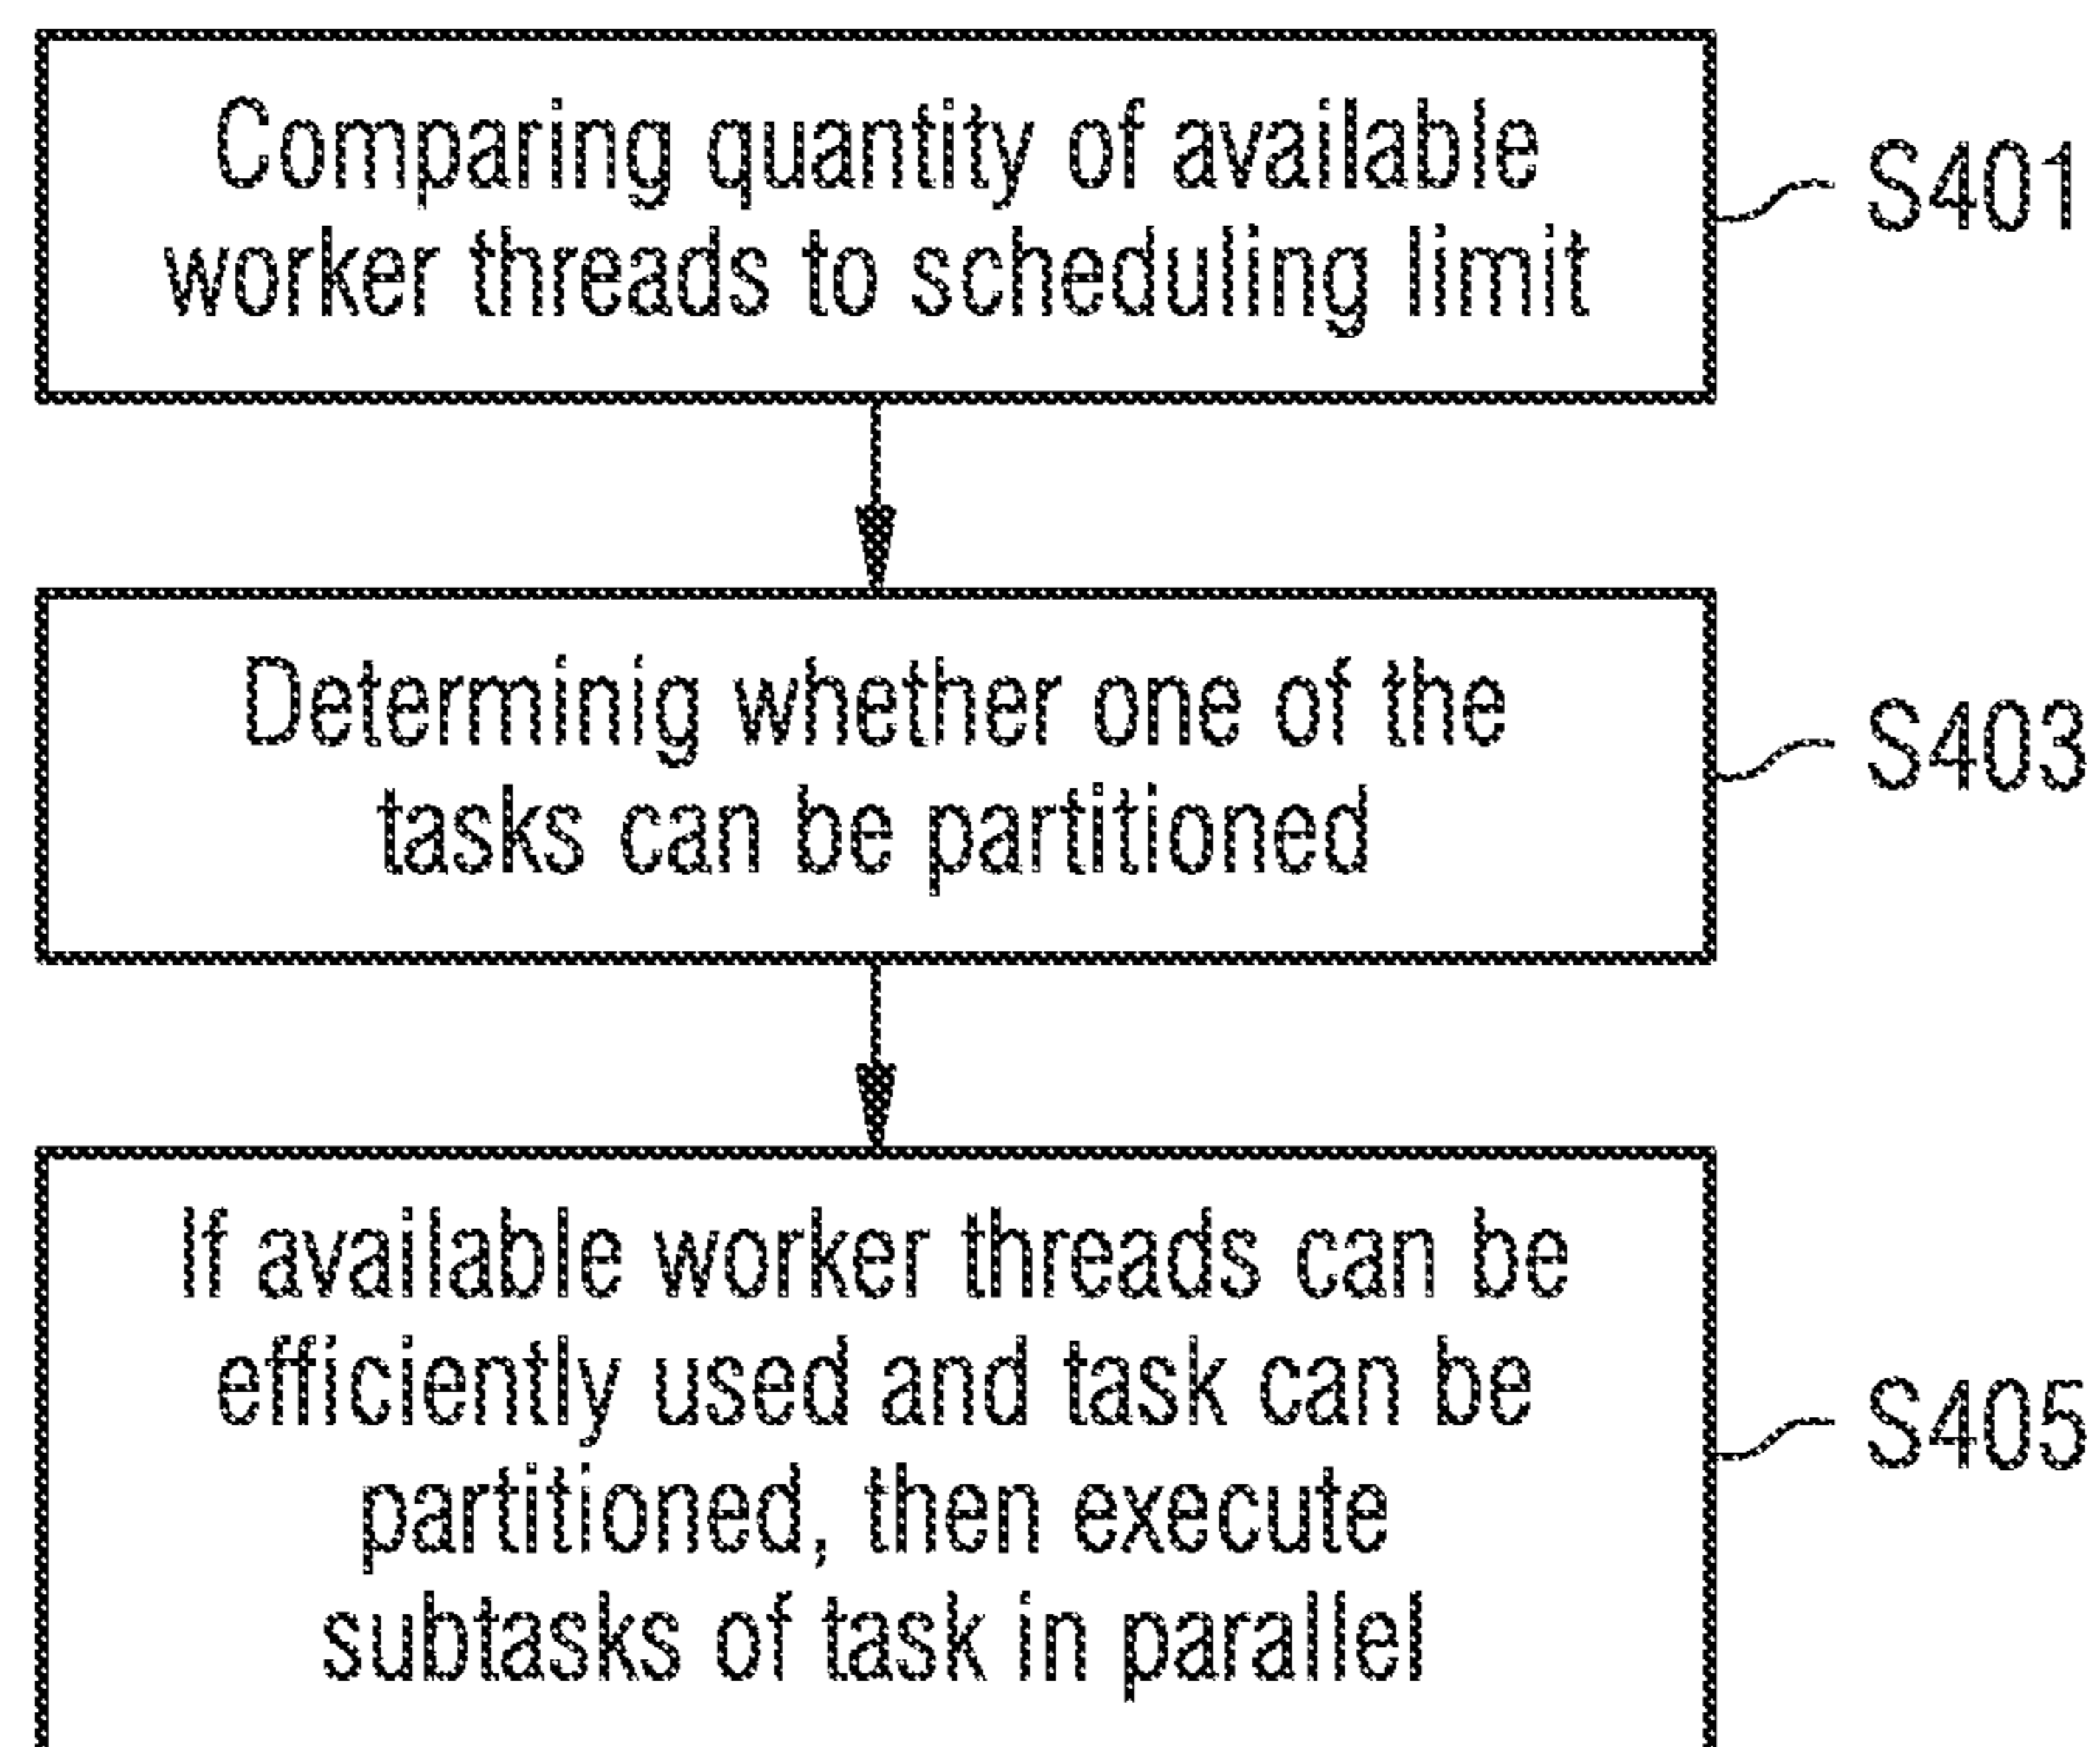 Comparing quantity of available
worker threads to scheduling limit
S401
Determinig whether one of the
tasks can be partitioned
S403
If available worker threads can be
efficiently used and task can be
partitioned, then execute
subtasks of task in parallel
S405